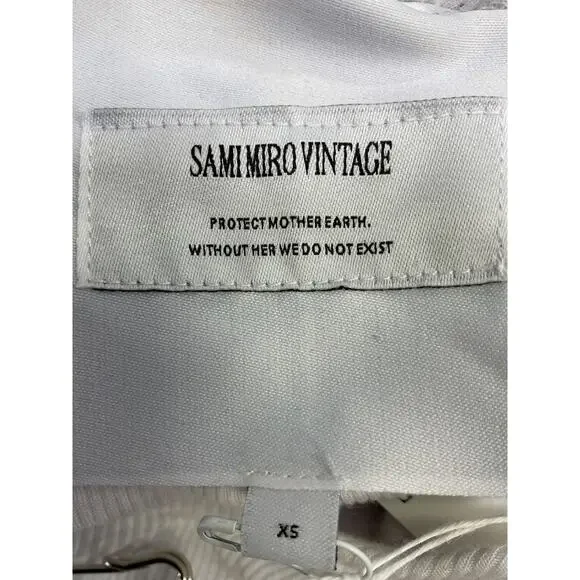 SAMI MIRO VINTAGE
PROTECT MOTHER EARTH.
WITHOUT HER WE DO NOT EXIST
XS